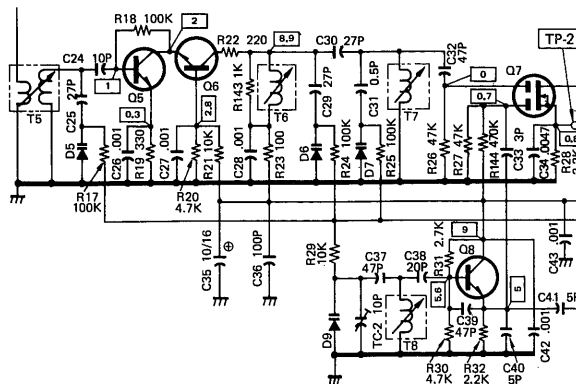 R18 100K
2
C24
10P
1
Q5
Q6
R22 220
8,9
C30 27P
C32
47P
0
Q7
TP-2
0,7
T5
C25 27P
R143 1K
T6
C29 27P
C31 0.5P
T7
0,3
2,8
D5
C26 .001
R19 330
C27 .001
R21 10K
C28 .001
R23 100
D6
R24 100K
D7
R25 100K
R26 47K
R27 47K
R144 470K
C33 3P
C34 .0047
R28
R17
100K
R20
4.7K
C35 10/16
C36 100P
R29
10K
C37
47P
C38
20P
R31 2.7K
9
Q8
5,6
5
C43 .001
C41 5P
D9
TC-2 10P
T8
C39
47P
R30
4.7K
R32
2.2K
C40
5P
C42 .001